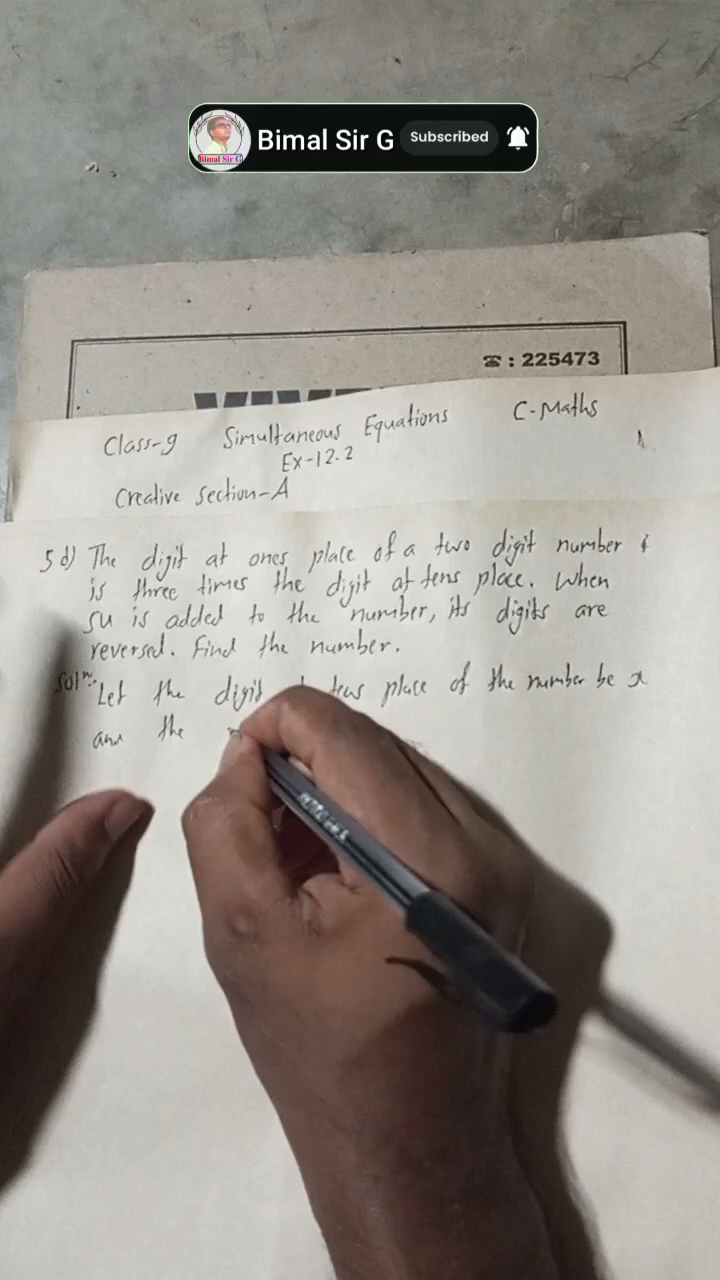 Bimal Sir G Subscribed
Bimal Sir G
☎ : 225473
Class-9 Simultaneous Equations C-Maths
Ex-12.2
Creative section-A
5 d) The digit at ones place of a two digit number
is three times the digit at tens place. When
54 is added to the number, its digits are
reversed. Find the number.
Solⁿ: Let the digit tens place of the number be x
and the